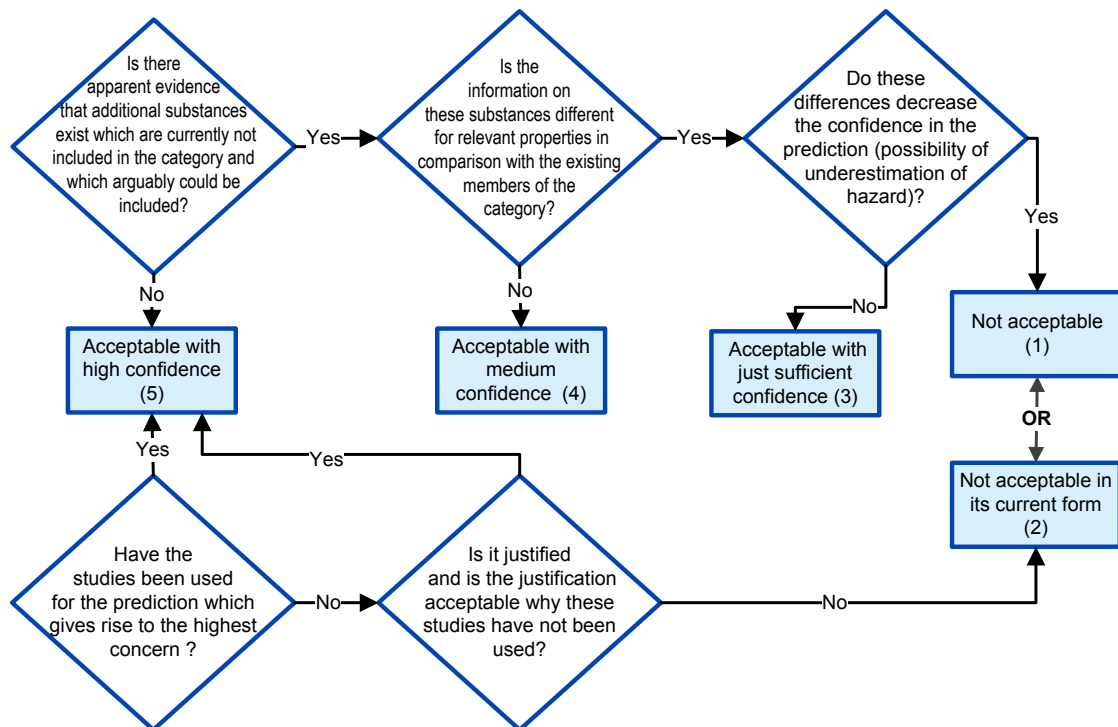 Is there
apparent evidence
that additional substances
exist which are currently not
included in the category and
which arguably could be
included?
Yes
Is the
information on
these substances different
for relevant properties in
comparison with the existing
members of the
category?
Yes
Do these
differences decrease
the confidence in the
prediction (possibility of
underestimation of
hazard)?
Yes
No
No
No
Acceptable with
high confidence
(5)
Acceptable with
medium
confidence (4)
Acceptable with
just sufficient
confidence (3)
Not acceptable
(1)
OR
Not acceptable in
its current form
(2)
Yes
Yes
Have the
studies been used
for the prediction which
gives rise to the highest
concern ?
No
Is it justified
and is the justification
acceptable why these
studies have not been
used?
No